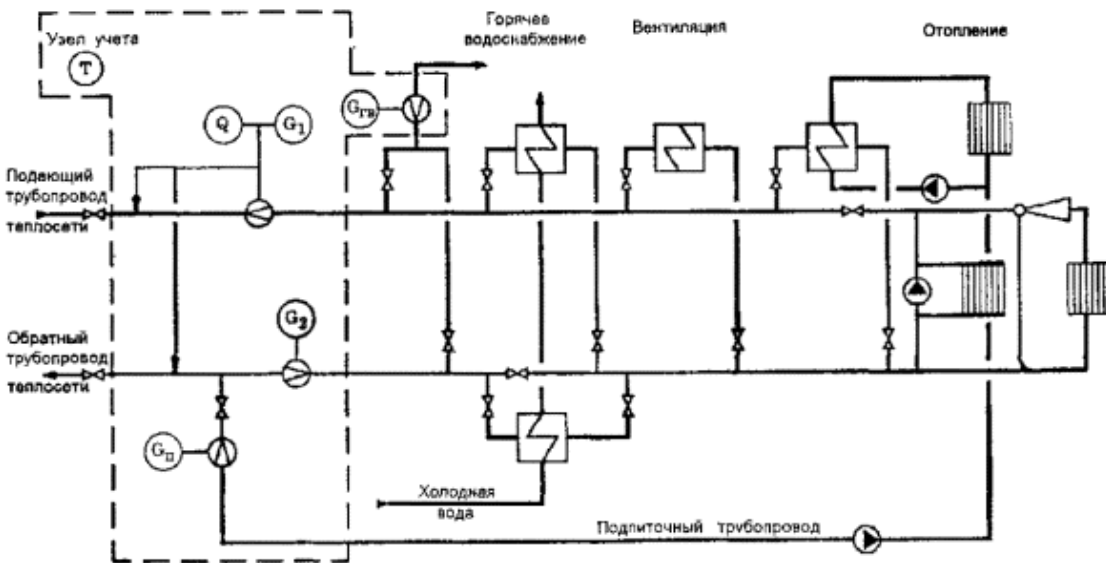 Узел учета
T
Горячее
водоснабжение
Вентиляция
Отопление
Gгв
Q
G1
Подающий
трубопровод
теплосети
G2
Обратный
трубопровод
теплосети
Gп
Холодная
вода
Подпиточный трубопровод